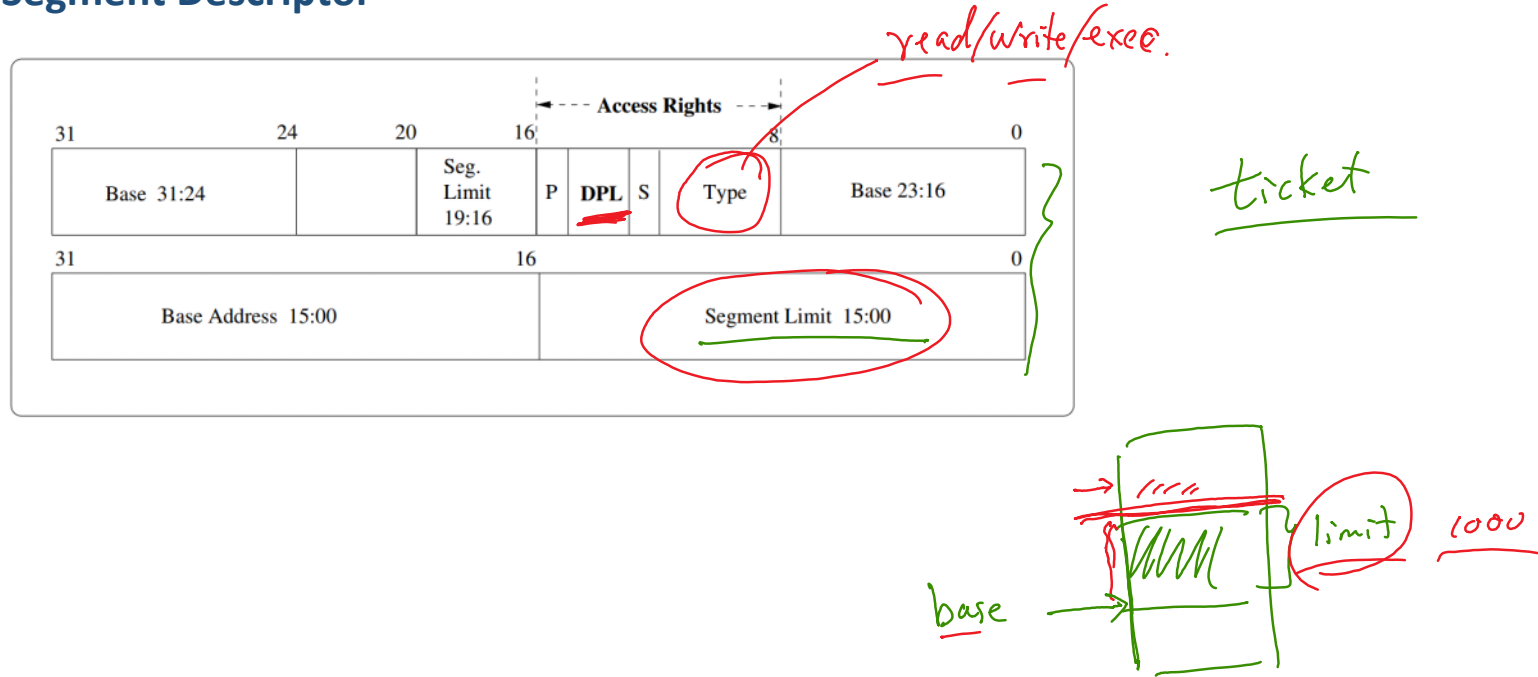 Segment Descriptor
read/write/exec.
Access Rights
31 24 20 16 8 0
Base 31:24
Seg.
Limit
19:16
P DPL S Type Base 23:16
ticket
31 16 0
Base Address 15:00 Segment Limit 15:00
limit 1000
base